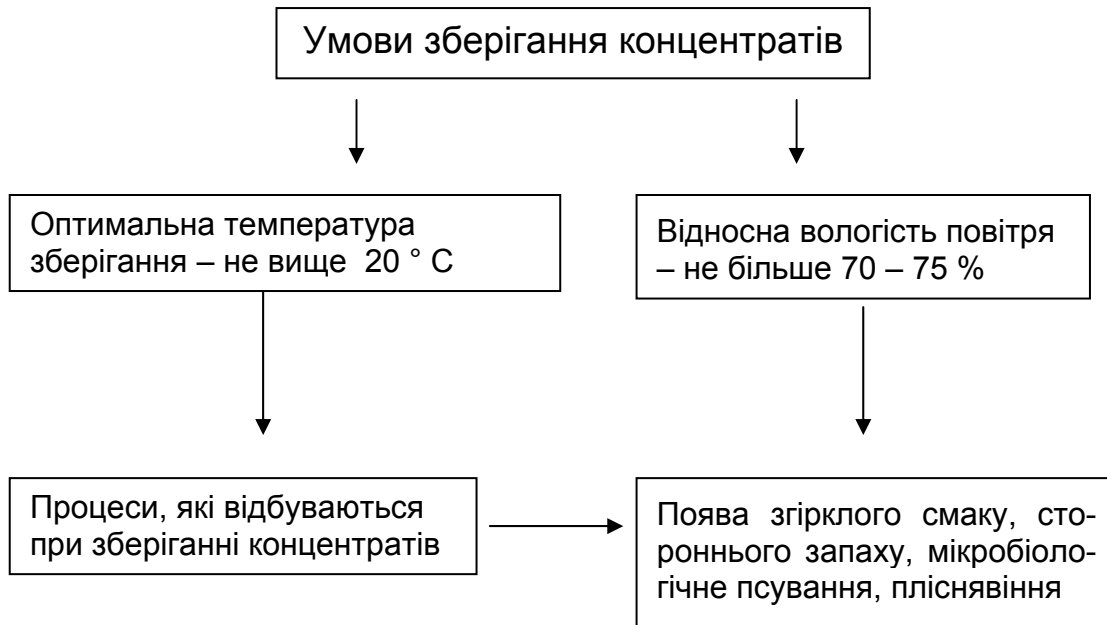 Умови зберігання концентратів
Оптимальна температура
зберігання – не вище 20 ° С
Відносна вологість повітря
– не більше 70 – 75 %
Процеси, які відбуваються
при зберіганні концентратів
Поява згірклого смаку, сто-
роннього запаху, мікробіоло-
гічне псування, пліснявіння